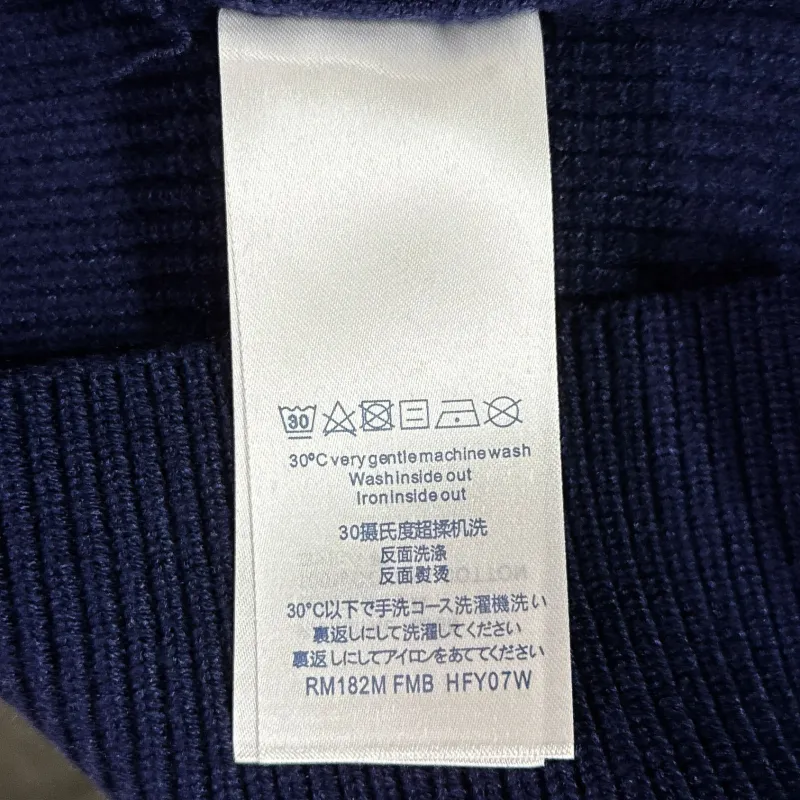 30
30°C very gentle machine wash
Wash inside out
Iron inside out
30摄氏度超揉机洗
反面洗涤
反面熨烫
30°C以下で手洗コース洗濯機洗い
裏返しにして洗濯してください
裏返しにしてアイロンをあててください
RM182M FMB HFY07W